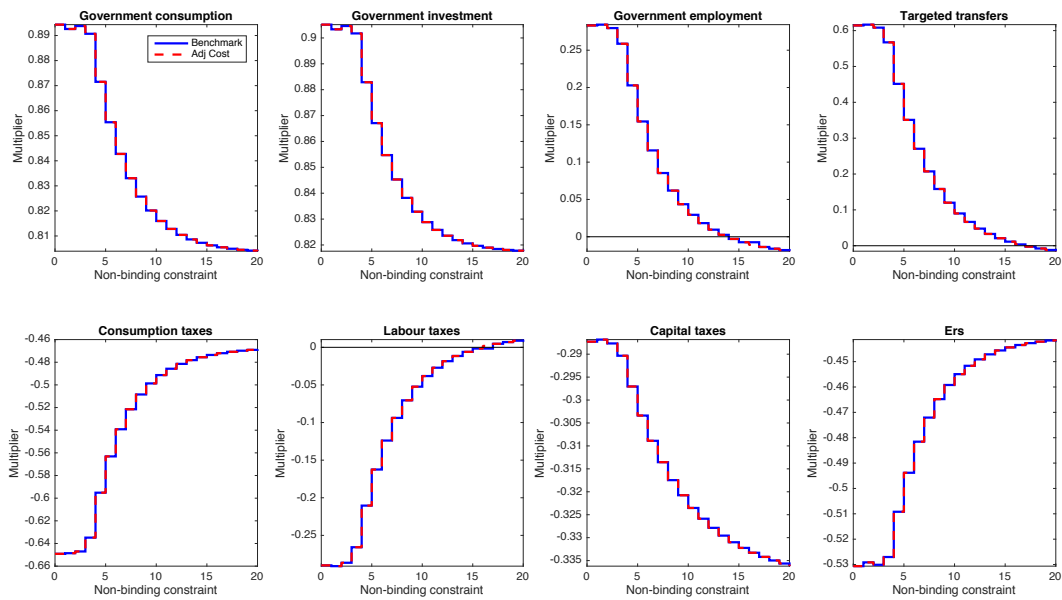 Government consumption
Multiplier
0.89
0.88
0.87
0.86
0.85
0.84
0.83
0.82
0.81
Benchmark
Adj Cost
0 5 10 15 20
Non-binding constraint
Government investment
Multiplier
0.9
0.89
0.88
0.87
0.86
0.85
0.84
0.83
0.82
0 5 10 15 20
Non-binding constraint
Government employment
Multiplier
0.25
0.2
0.15
0.1
0.05
0
0 5 10 15 20
Non-binding constraint
Targeted transfers
Multiplier
0.6
0.5
0.4
0.3
0.2
0.1
0
0 5 10 15 20
Non-binding constraint
Consumption taxes
Multiplier
-0.46
-0.48
-0.5
-0.52
-0.54
-0.56
-0.58
-0.6
-0.62
-0.64
-0.66
0 5 10 15 20
Non-binding constraint
Labour taxes
Multiplier
0
-0.05
-0.1
-0.15
-0.2
-0.25
0 5 10 15 20
Non-binding constraint
Capital taxes
Multiplier
-0.29
-0.295
-0.3
-0.305
-0.31
-0.315
-0.32
-0.325
-0.33
-0.335
0 5 10 15 20
Non-binding constraint
Ers
Multiplier
-0.45
-0.46
-0.47
-0.48
-0.49
-0.5
-0.51
-0.52
-0.53
0 5 10 15 20
Non-binding constraint